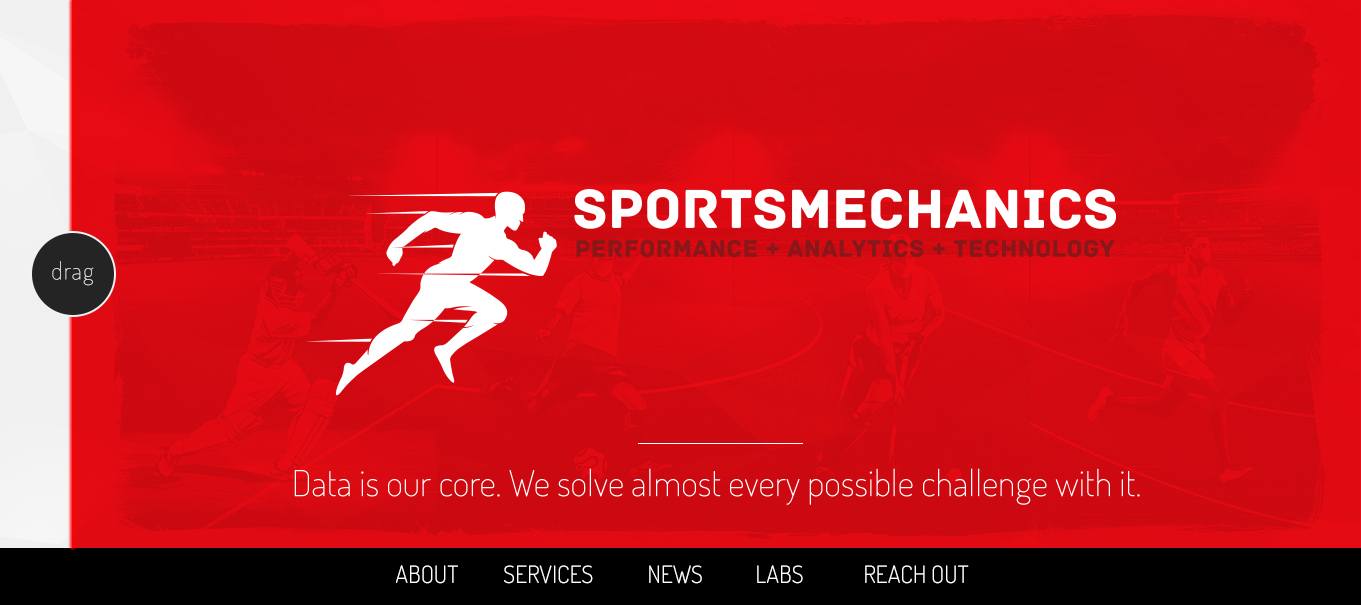 SPORTSMECHANICS
PERFORMANCE + ANALYTICS + TECHNOLOGY
drag
Data is our core. We solve almost every possible challenge with it.
ABOUT SERVICES NEWS LABS REACH OUT